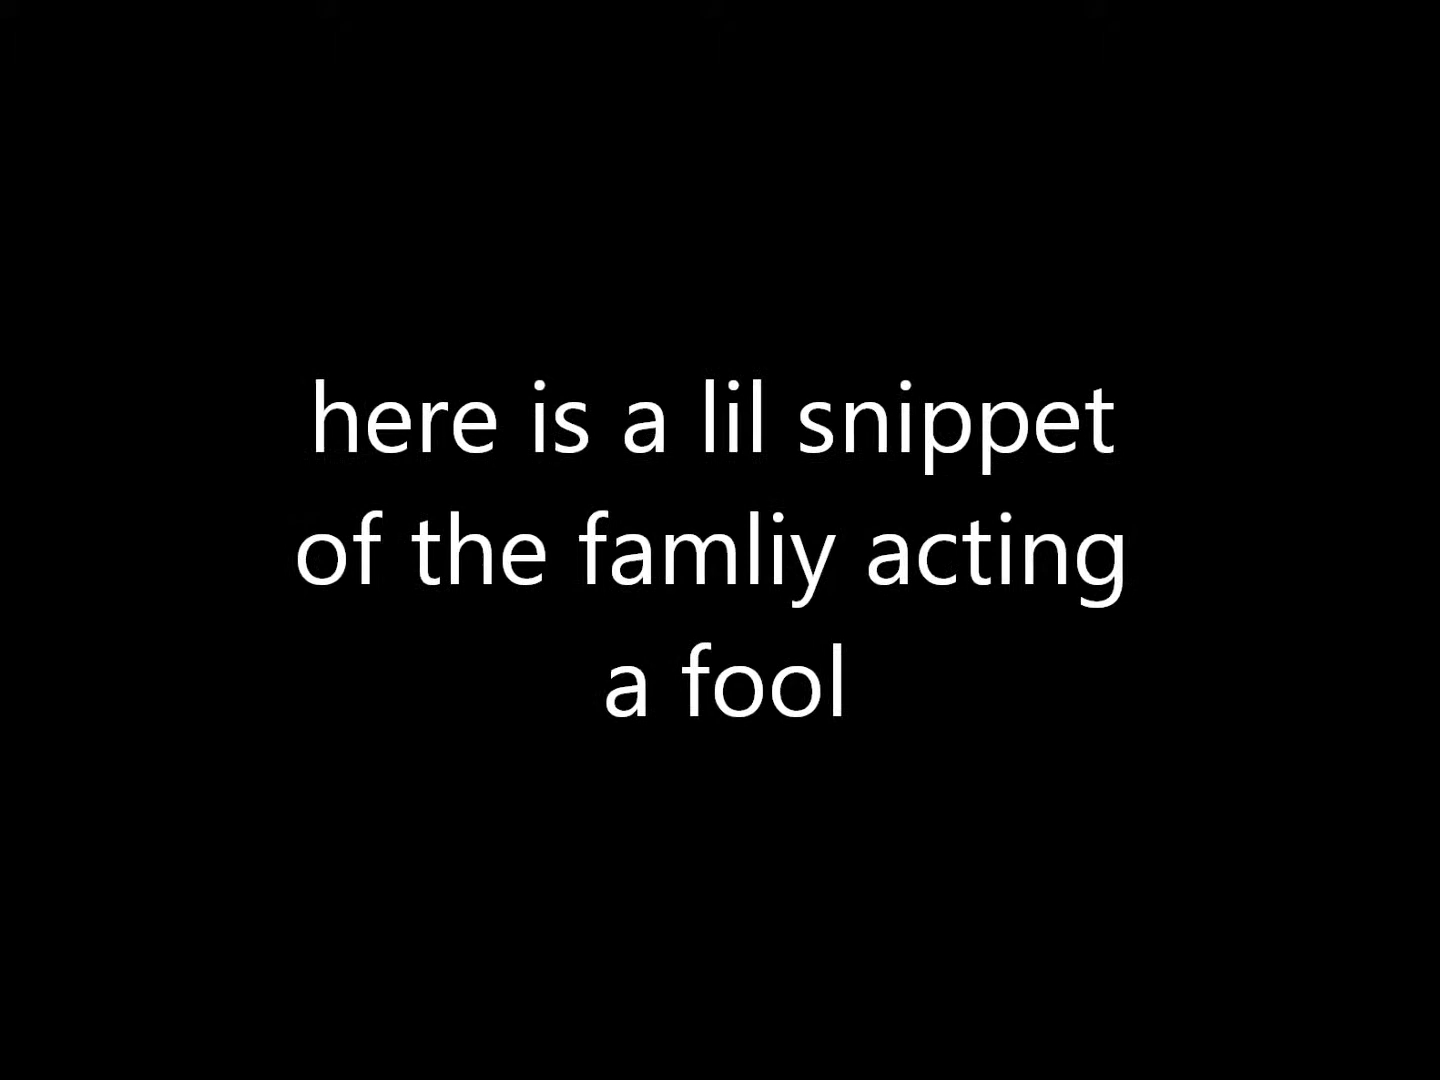 here is a lil snippet
of the famliy acting
a fool